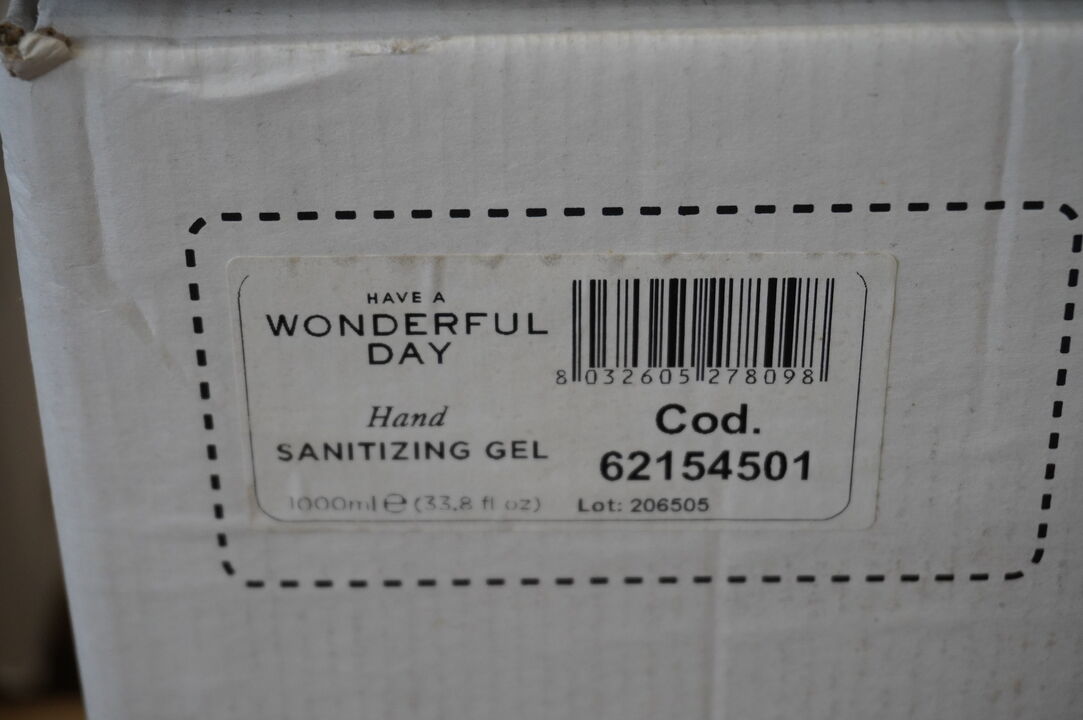 HAVE A
WONDERFUL
DAY
Hand
SANITIZING GEL
1000ml ℮ (33,8 fl oz)
8 032605 278098
Cod.
62154501
Lot: 206505